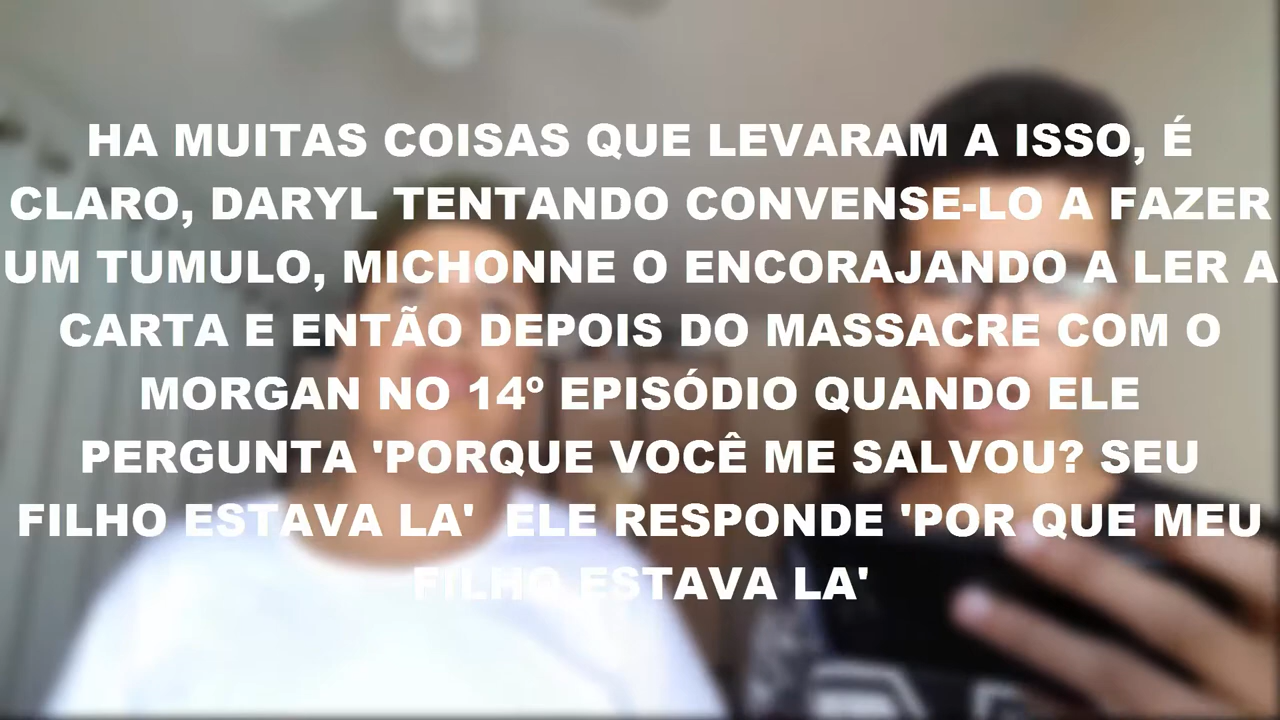 HA MUITAS COISAS QUE LEVARAM A ISSO, É
CLARO, DARYL TENTANDO CONVENSE-LO A FAZER
UM TUMULO, MICHONNE O ENCORAJANDO A LER A
CARTA E ENTÃO DEPOIS DO MASSACRE COM O
MORGAN NO 14º EPISÓDIO QUANDO ELE
PERGUNTA 'PORQUE VOCÊ ME SALVOU? SEU
FILHO ESTAVA LA'  ELE RESPONDE 'POR QUE MEU
FILHO ESTAVA LA'